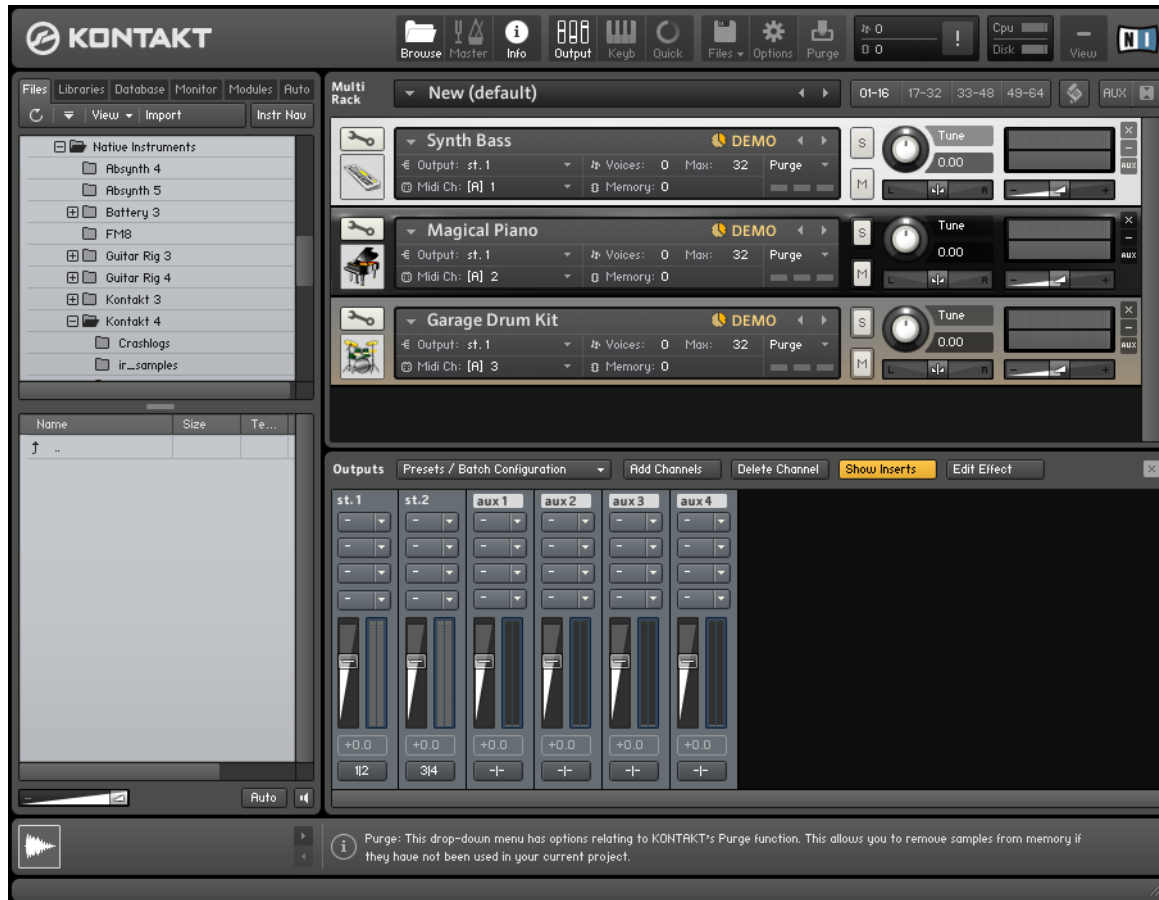 KONTAKT
Browse Master Info Output Keyb Quick Files Options Purge
0
0
!
Cpu
Disk
View
NI
Files Libraries Database Monitor Modules Auto
View Import Instr Nav
Native Instruments
Absynth 4
Absynth 5
Battery 3
FM8
Guitar Rig 3
Guitar Rig 4
Kontakt 3
Kontakt 4
Crashlogs
ir_samples
Name Size Te...
..
Auto
Multi Rack
New (default)
01-16 17-32 33-48 49-64 AUX
Synth Bass DEMO
Output: st.1 Voices: 0 Max: 32 Purge
Midi Ch: [A] 1 Memory: 0
S
M
Tune
0.00
L R - +
AUX
Magical Piano DEMO
Output: st.1 Voices: 0 Max: 32 Purge
Midi Ch: [A] 2 Memory: 0
S
M
Tune
0.00
L R - +
AUX
Garage Drum Kit DEMO
Output: st.1 Voices: 0 Max: 32 Purge
Midi Ch: [A] 3 Memory: 0
S
M
Tune
0.00
L R - +
AUX
Outputs Presets / Batch Configuration Add Channels Delete Channel Show Inserts Edit Effect
st.1 st.2 aux1 aux2 aux3 aux4
- - - - - -
- - - - - -
- - - - - -
- - - - - -
+0.0 +0.0 +0.0 +0.0 +0.0 +0.0
1|2 3|4 -|- -|- -|- -|-
Purge: This drop-down menu has options relating to KONTAKT's Purge function. This allows you to remove samples from memory if
they have not been used in your current project.